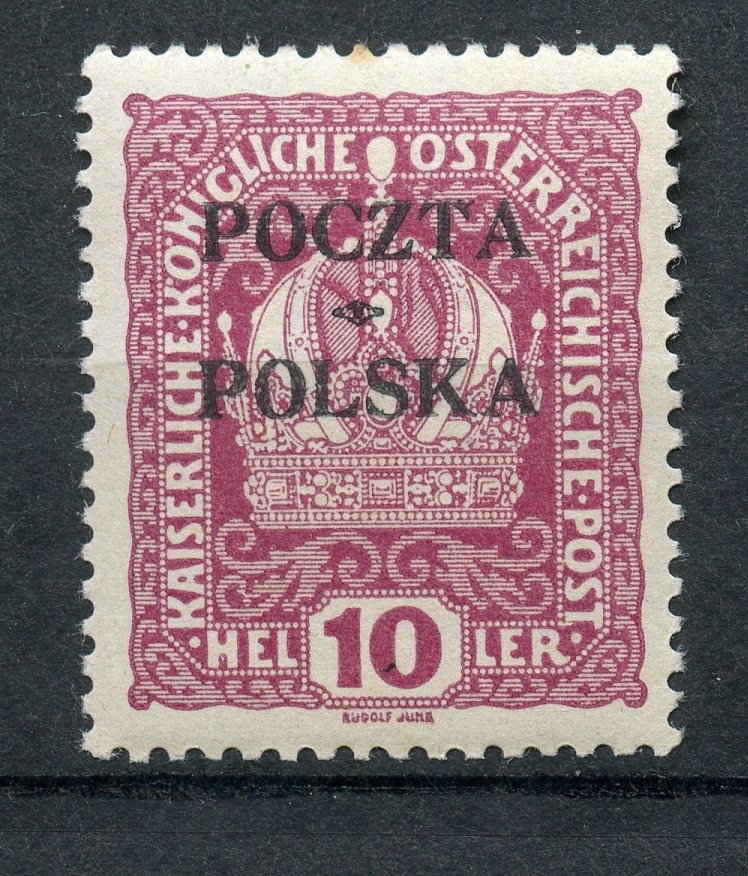 KAISERLICHE·KÖNIGLICHE ÖSTERREICHISCHE·POST·
POCZTA
POLSKA
·HEL 10 LER·
RUDOLF JUNK